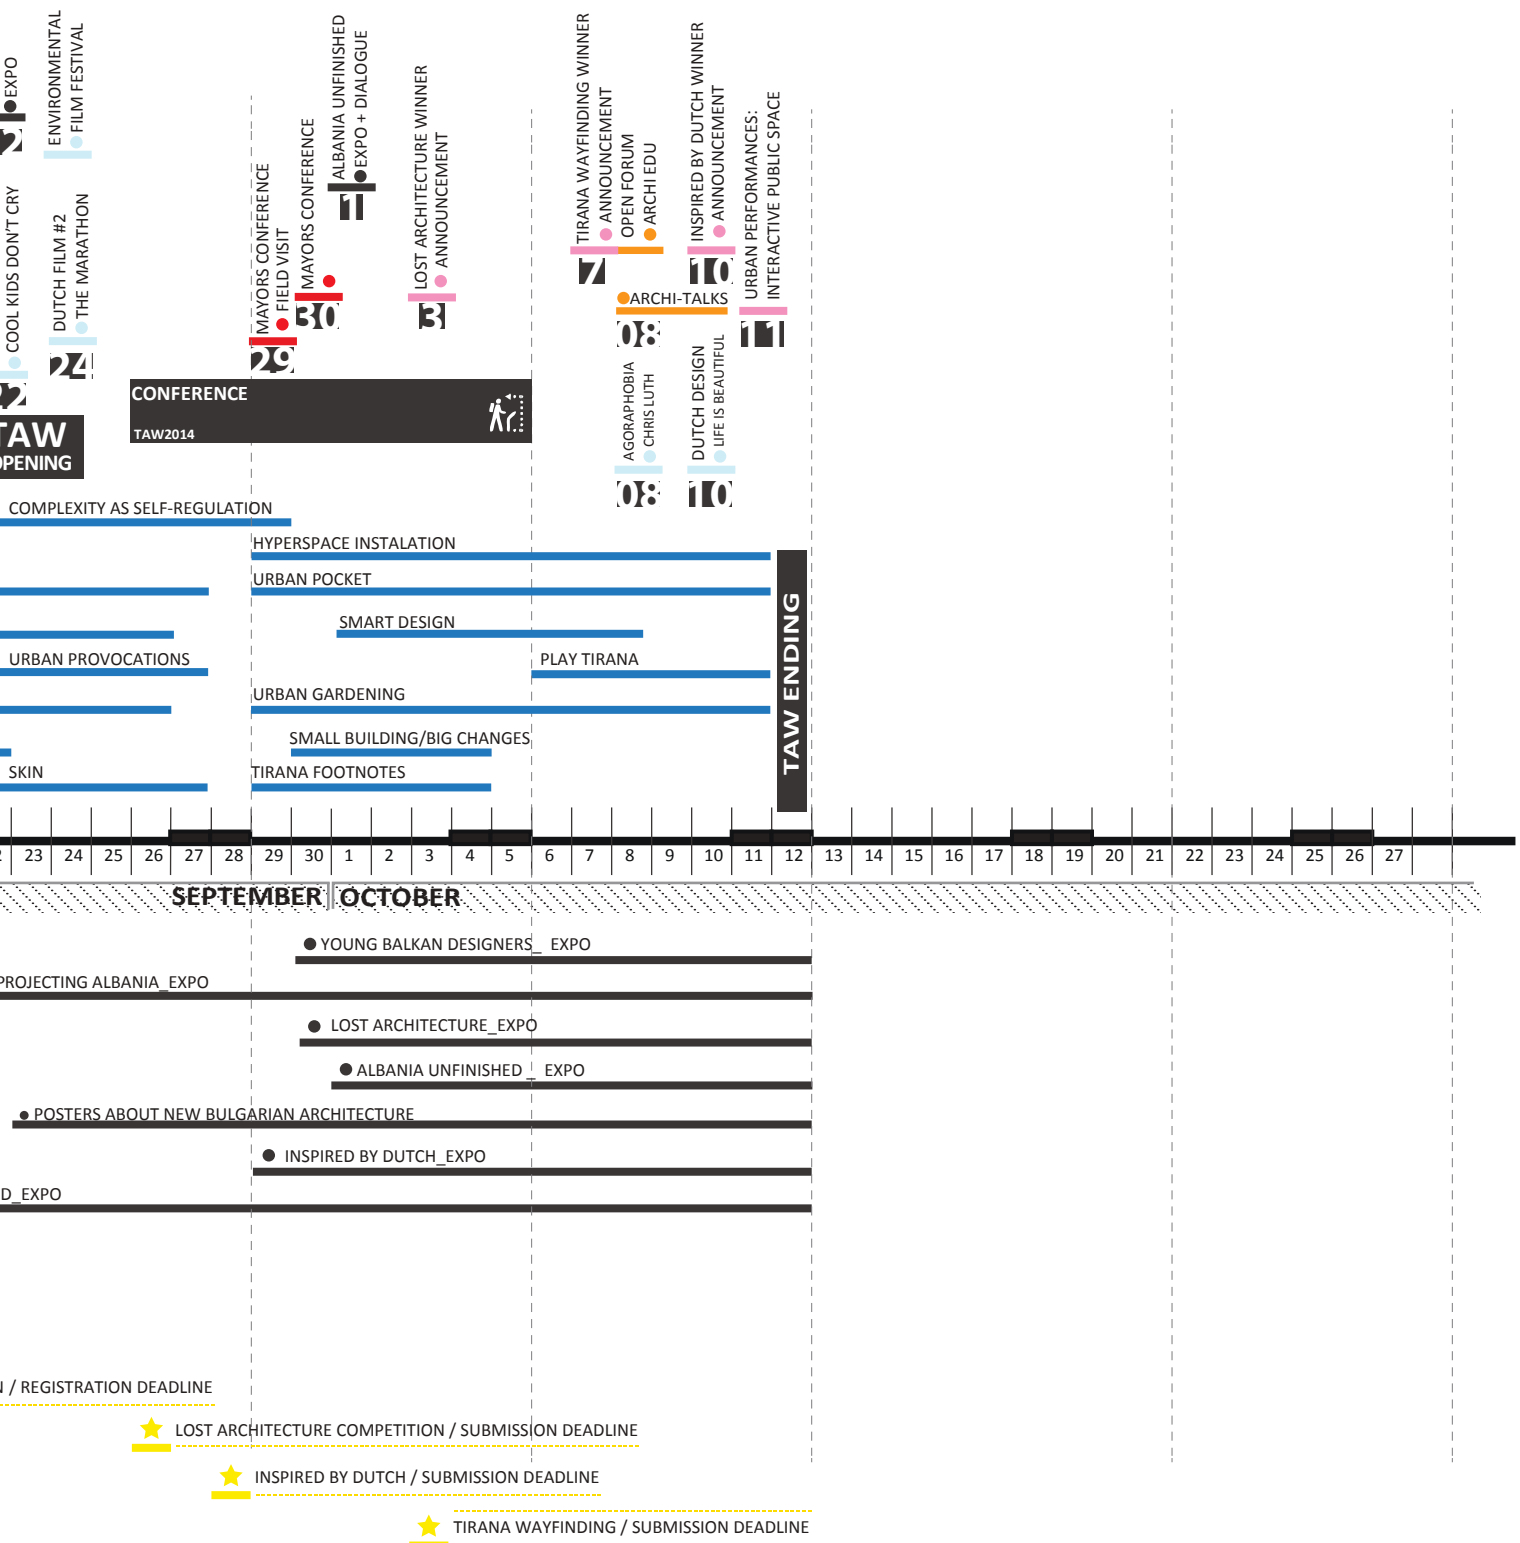 EXPO
2
ENVIRONMENTAL
FILM FESTIVAL
COOL KIDS DON'T CRY
22
DUTCH FILM #2
THE MARATHON
24
MAYORS CONFERENCE
FIELD VISIT
29
MAYORS CONFERENCE
30
ALBANIA UNFINISHED
EXPO + DIALOGUE
1
LOST ARCHITECTURE WINNER
ANNOUNCEMENT
3
TIRANA WAYFINDING WINNER
ANNOUNCEMENT
7
OPEN FORUM
ARCHI EDU
ARCHI-TALKS
08
INSPIRED BY DUTCH WINNER
ANNOUNCEMENT
10
URBAN PERFORMANCES:
INTERACTIVE PUBLIC SPACE
11
AGORAPHOBIA
CHRIS LUTH
08
DUTCH DESIGN
LIFE IS BEAUTIFUL
10
CONFERENCE
TAW2014
TAW
OPENING
COMPLEXITY AS SELF-REGULATION
HYPERSPACE INSTALATION
URBAN POCKET
SMART DESIGN
URBAN PROVOCATIONS
PLAY TIRANA
URBAN GARDENING
SMALL BUILDING/BIG CHANGES
SKIN
TIRANA FOOTNOTES
TAW ENDING
2 23 24 25 26 27 28 29 30 1 2 3 4 5 6 7 8 9 10 11 12 13 14 15 16 17 18 19 20 21 22 23 24 25 26 27
SEPTEMBER OCTOBER
YOUNG BALKAN DESIGNERS_ EXPO
PROJECTING ALBANIA_EXPO
LOST ARCHITECTURE_EXPO
ALBANIA UNFINISHED _ EXPO
POSTERS ABOUT NEW BULGARIAN ARCHITECTURE
INSPIRED BY DUTCH_EXPO
D_EXPO
N / REGISTRATION DEADLINE
LOST ARCHITECTURE COMPETITION / SUBMISSION DEADLINE
INSPIRED BY DUTCH / SUBMISSION DEADLINE
TIRANA WAYFINDING / SUBMISSION DEADLINE